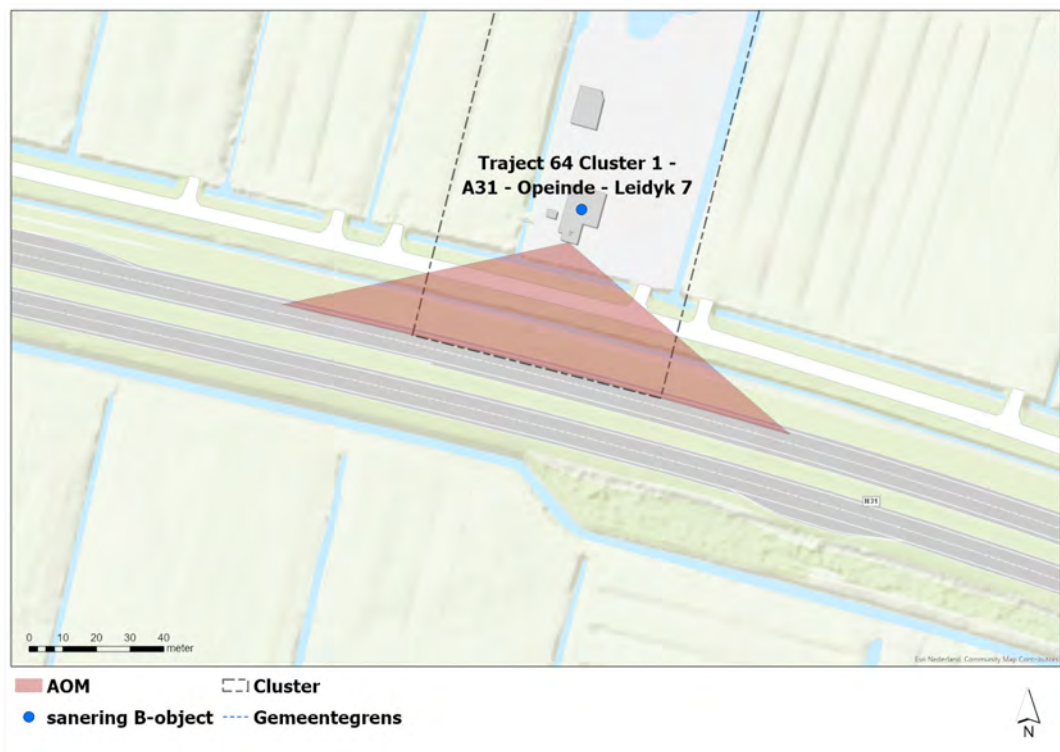 Traject 64 Cluster 1 -
A31 - Opeinde - Leidyk 7
N31
0 10 20 30 40
meter
Esri Nederland, Community Map Contributors
AOM
Cluster
sanering B-object
Gemeentegrens
N